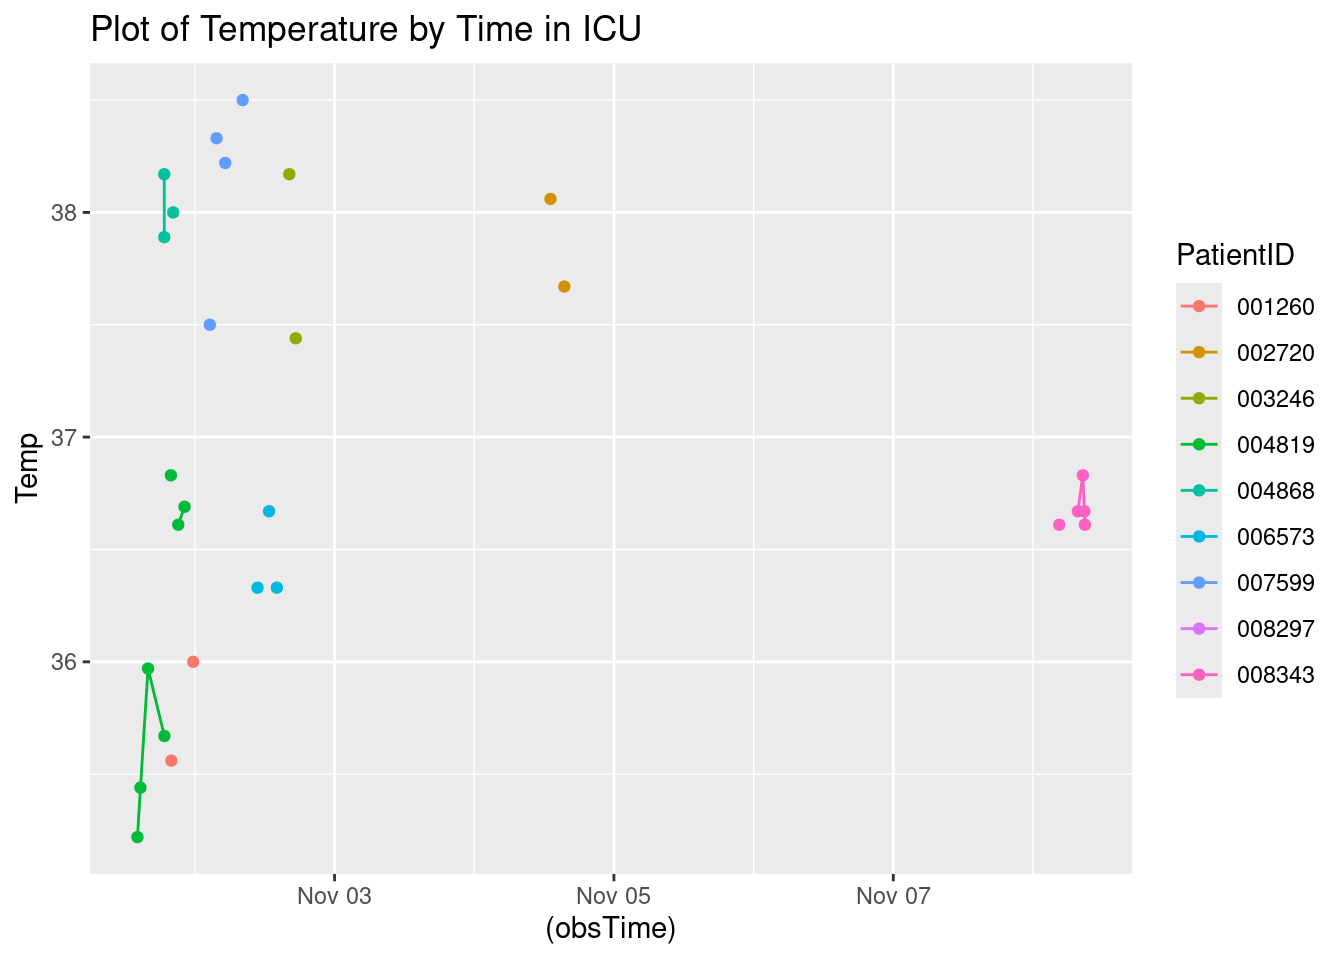 Plot of Temperature by Time in ICU
Temp
38
37
36
Nov 03
Nov 05
Nov 07
(obsTime)
PatientID
001260
002720
003246
004819
004868
006573
007599
008297
008343